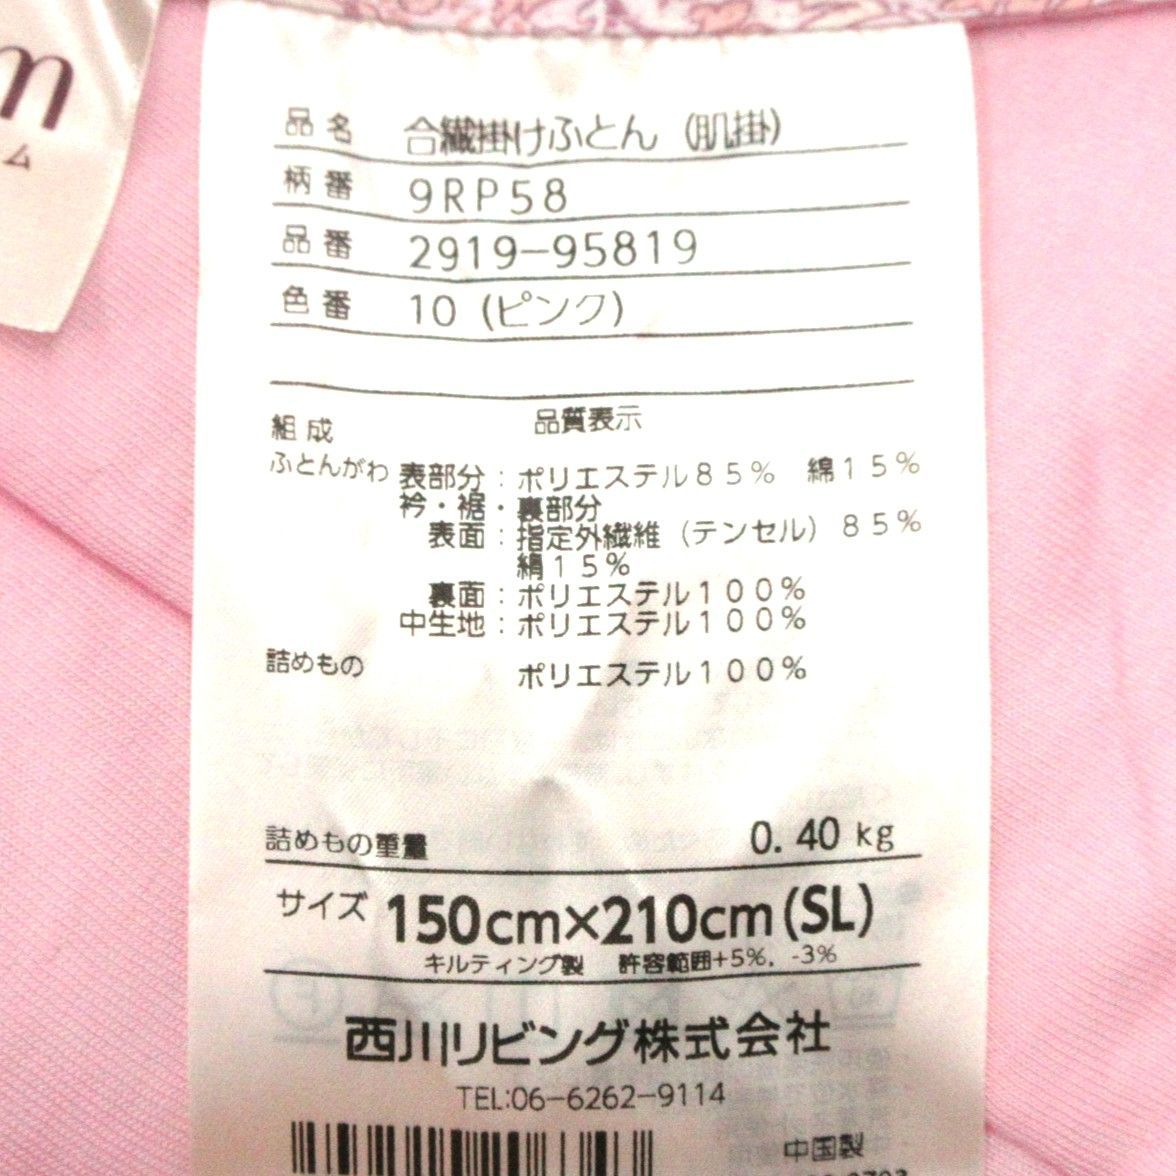 m
ム
品名 合繊掛けふとん (肌掛)
柄番 9RP58
品番 2919-95819
色番 10 (ピンク)
品質表示
組成
ふとんがわ 表部分：ポリエステル85% 綿15%
衿・裾・裏部分
表面：指定外繊維（テンセル）85%
絹15%
裏面：ポリエステル100%
中生地：ポリエステル100%
詰めもの ポリエステル100%
詰めもの重量 0.40kg
サイズ 150cm×210cm(SL)
キルティング製 許容範囲+5%. -3%
西川リビング株式会社
TEL:06-6262-9114
中国製